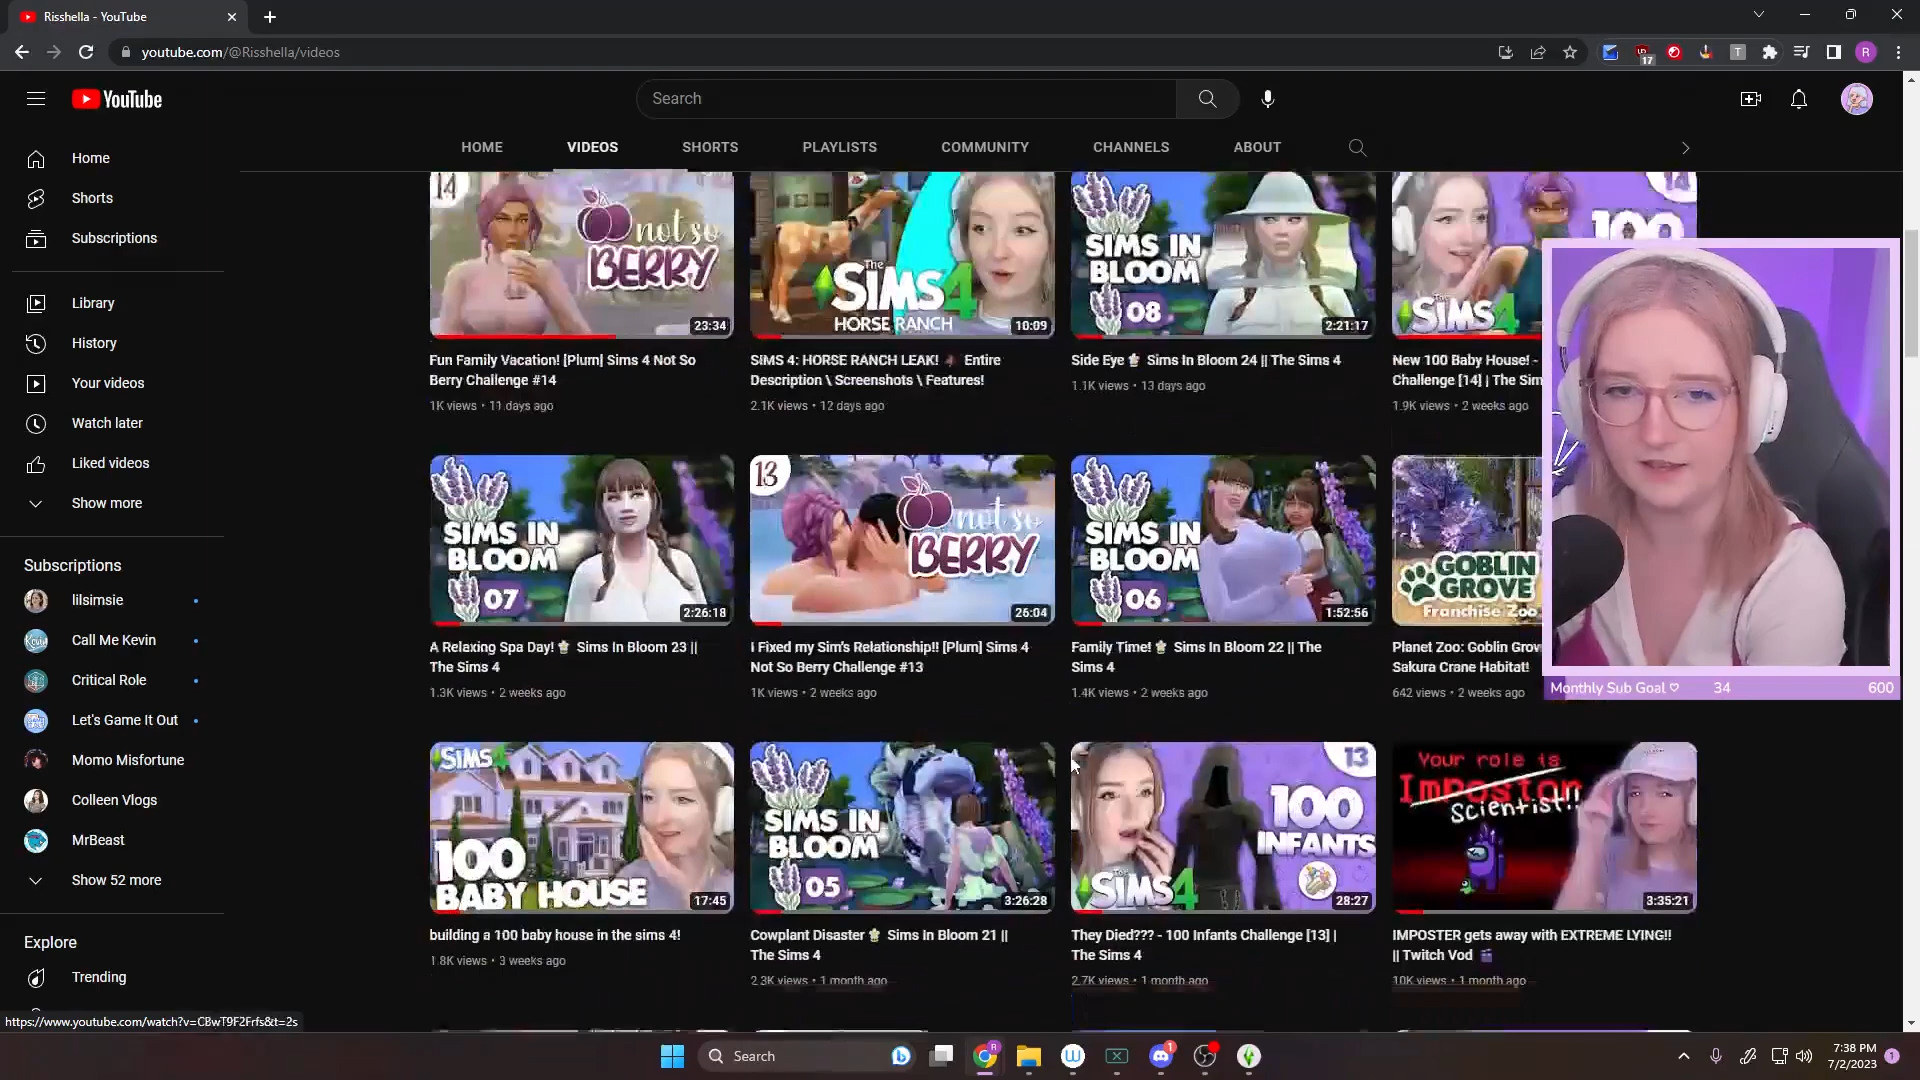 Risshella - YouTube
youtube.com/@Risshella/videos
17
T
R
YouTube
Search
HOME
VIDEOS
SHORTS
PLAYLISTS
COMMUNITY
CHANNELS
ABOUT
Home
Shorts
Subscriptions
Library
History
Your videos
Watch later
Liked videos
Show more
Subscriptions
lilsimsie
Call Me Kevin
Critical Role
Let's Game It Out
Momo Misfortune
Colleen Vlogs
MrBeast
Show 52 more
Explore
Trending
14
not so
BERRY
23:34
Fun Family Vacation! [Plum] Sims 4 Not So
Berry Challenge #14
1K views • 11 days ago
The
SIMS 4
HORSE RANCH
10:09
SIMS 4: HORSE RANCH LEAK! 🐴 Entire
Description \ Screenshots \ Features!
2.1K views • 12 days ago
SIMS IN
BLOOM
08
2:21:17
Side Eye Sims In Bloom 24 || The Sims 4
1.1K views • 13 days ago
14
100
The
SIMS 4
New 100 Baby House! -
Challenge [14] | The Sim
1.9K views • 2 weeks ago
SIMS IN
BLOOM
07
2:26:18
A Relaxing Spa Day! Sims In Bloom 23 ||
The Sims 4
1.3K views • 2 weeks ago
13
not so
BERRY
26:04
I Fixed my Sim's Relationship!! [Plum] Sims 4
Not So Berry Challenge #13
1K views • 2 weeks ago
SIMS IN
BLOOM
06
1:52:56
Family Time! Sims In Bloom 22 || The
Sims 4
1.4K views • 2 weeks ago
GOBLIN
GROVE
Franchise Zoo
Planet Zoo: Goblin Grov
Sakura Crane Habitat!
642 views • 2 weeks ago
Monthly Sub Goal ♡ 34 600
SIMS 4
100
BABY HOUSE
17:45
building a 100 baby house in the sims 4!
1.8K views • 3 weeks ago
SIMS IN
BLOOM
05
3:26:28
Cowplant Disaster Sims In Bloom 21 ||
The Sims 4
2.3K views • 1 month ago
13
100
INFANTS
The
SIMS 4
28:27
They Died??? - 100 Infants Challenge [13] |
The Sims 4
2.7K views • 1 month ago
Your role is
Impostor
Scientist!!
3:35:21
IMPOSTER gets away with EXTREME LYING!!
|| Twitch Vod
10K views • 1 month ago
https://www.youtube.com/watch?v=CBwT9F2Frfs&t=2s
Search
R
W
1
7:38 PM
7/2/2023
1